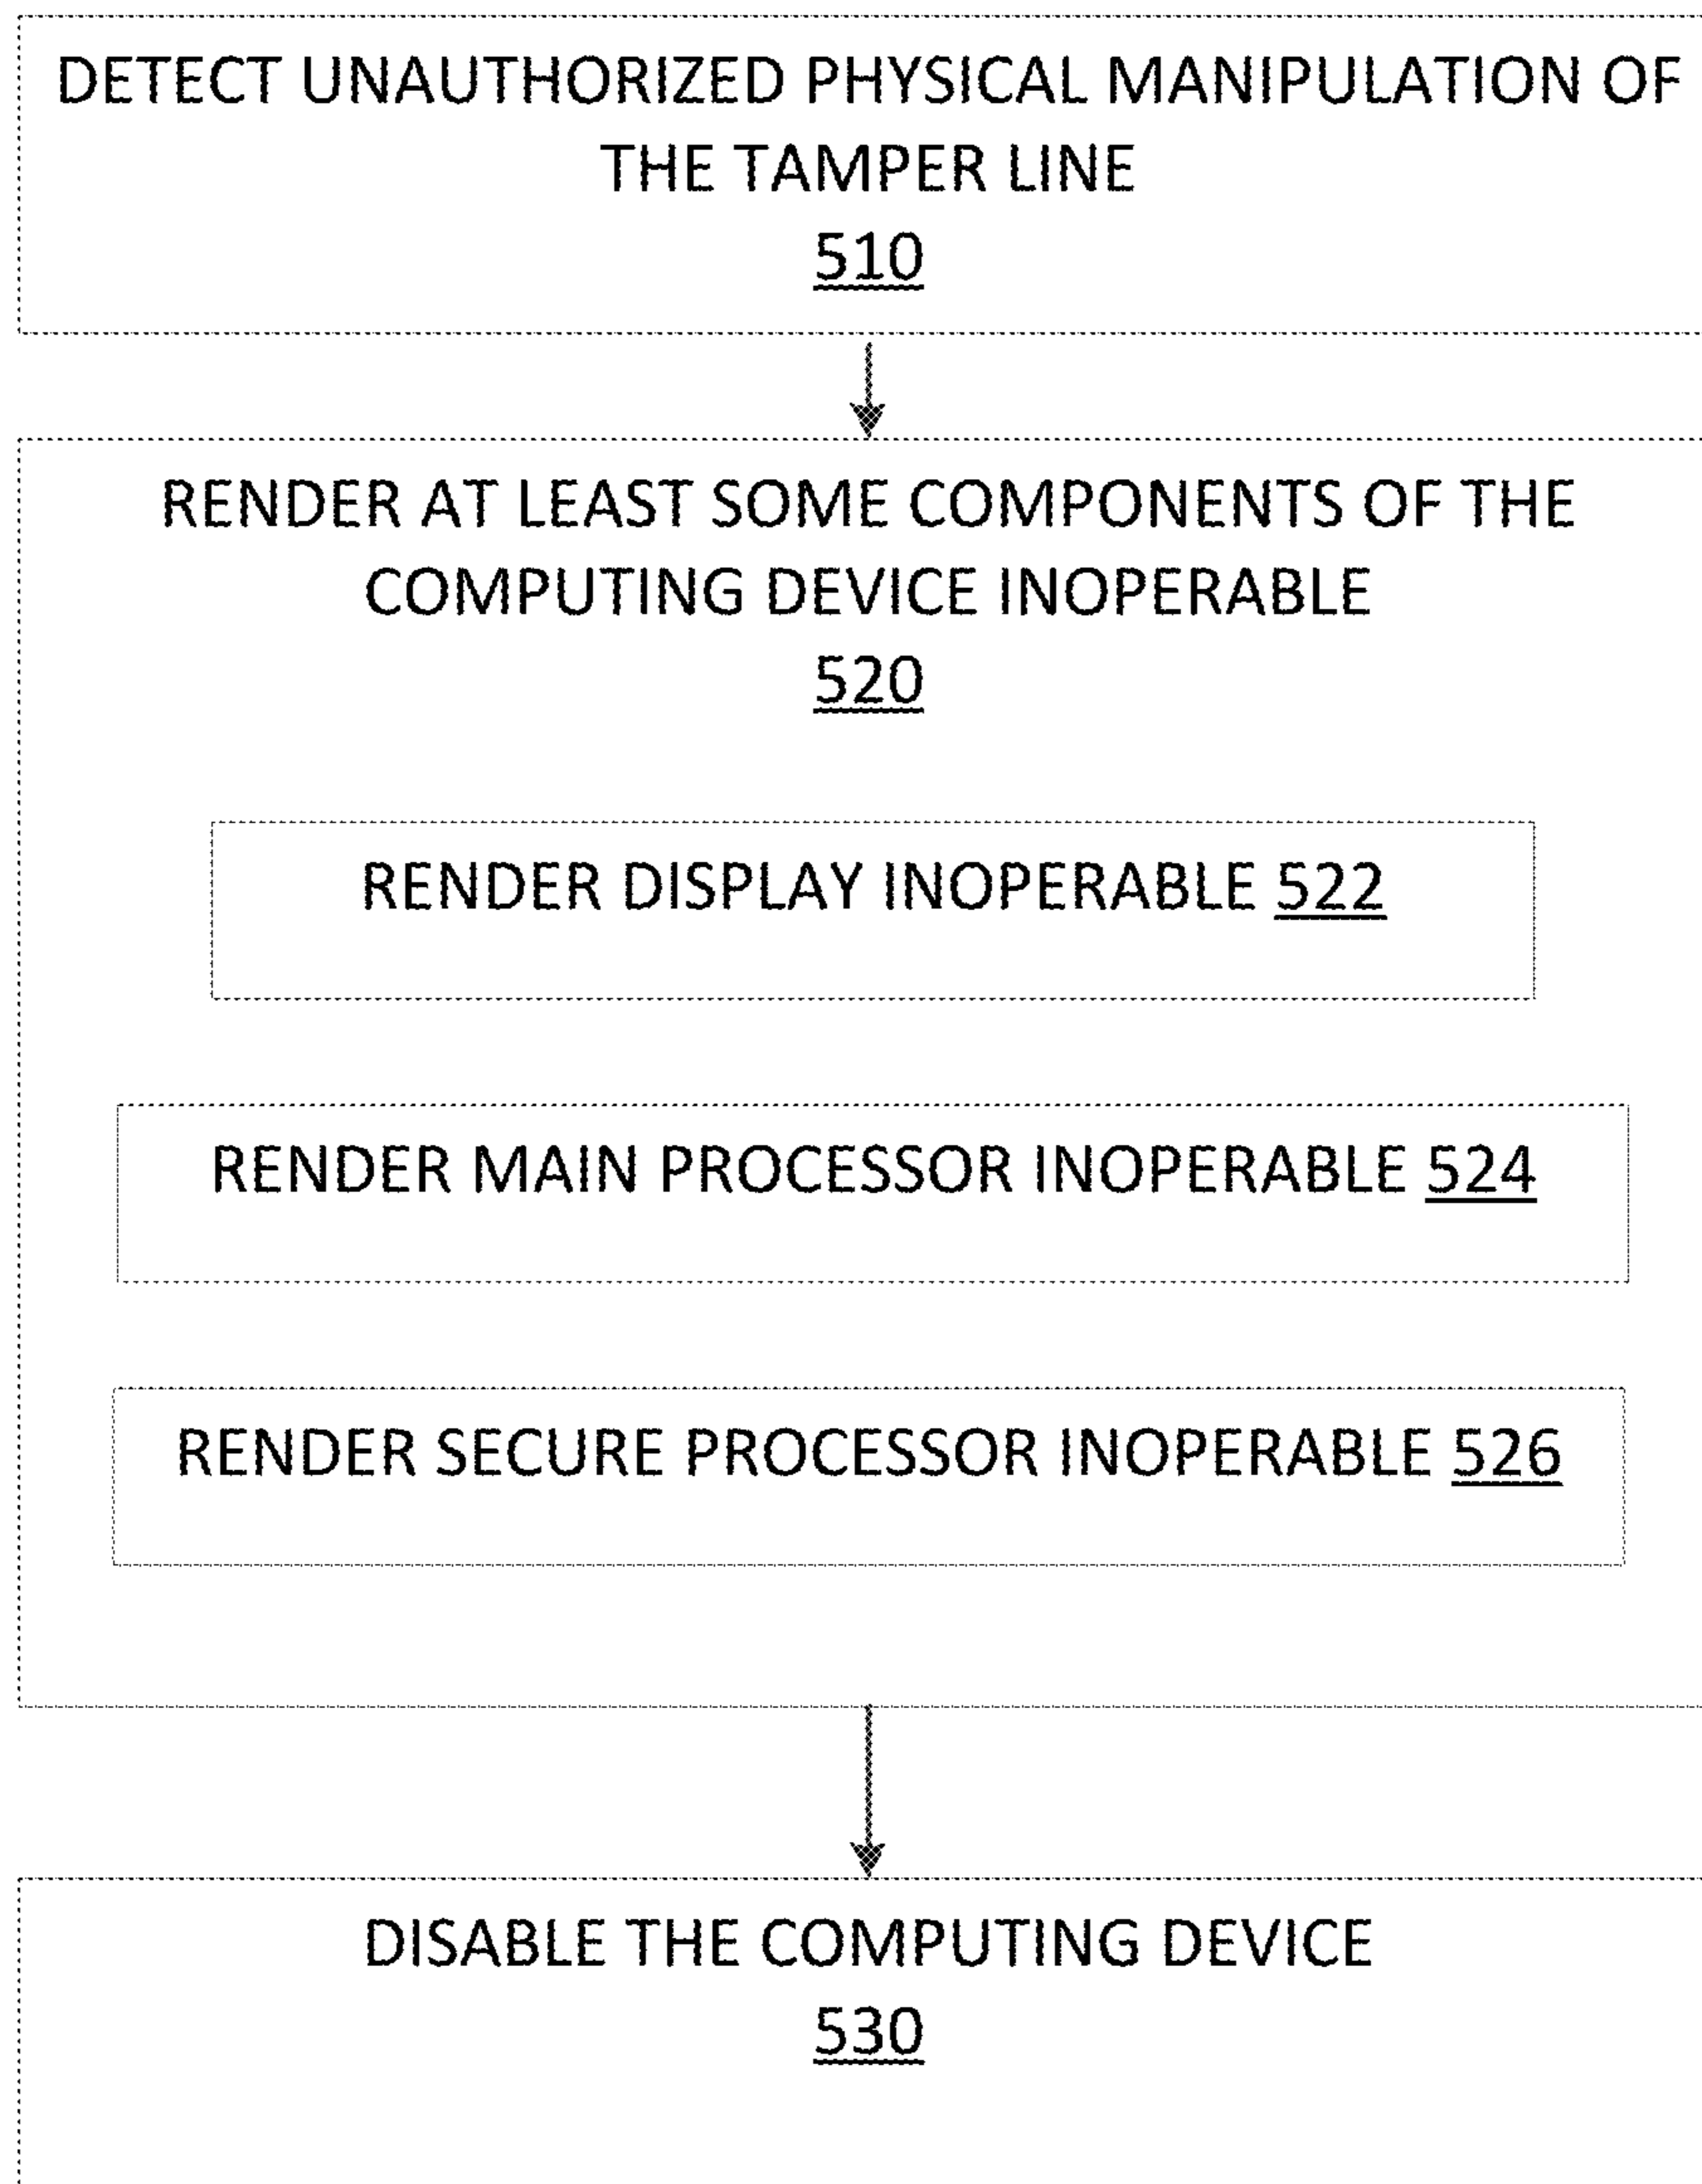 DETECT UNAUTHORIZED PHYSICAL MANIPULATION OF
THE TAMPER LINE
510
RENDER AT LEAST SOME COMPONENTS OF THE
COMPUTING DEVICE INOPERABLE
520
RENDER DISPLAY INOPERABLE 522
RENDER MAIN PROCESSOR INOPERABLE 524
RENDER SECURE PROCESSOR INOPERABLE 526
DISABLE THE COMPUTING DEVICE
530